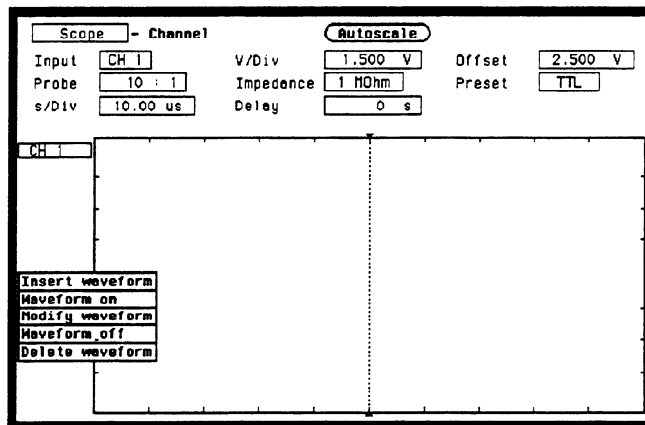 Scope - Channel Autoscale
Input CH 1 V/Div 1.500 V Offset 2.500 V
Probe 10 : 1 Impedance 1 MOhm Preset TTL
s/Div 10.00 us Delay 0 s
CH 1
Insert waveform
Waveform on
Modify waveform
Waveform off
Delete waveform